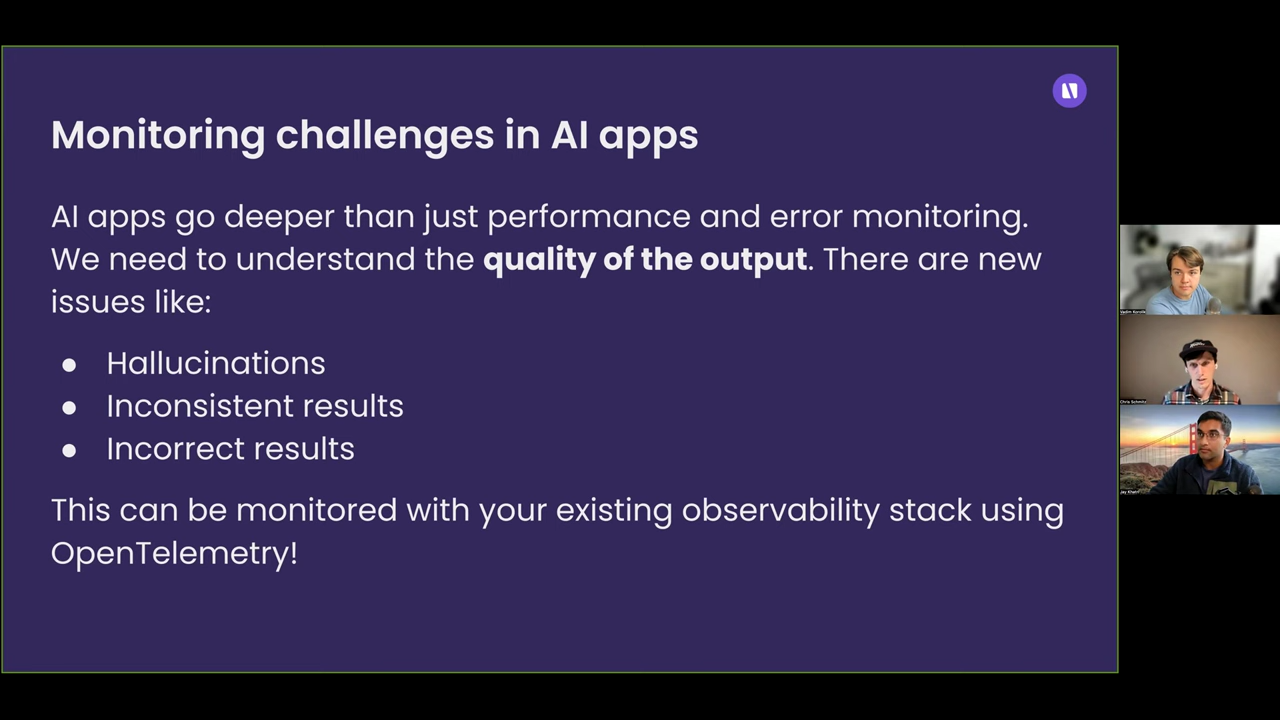 Monitoring challenges in AI apps
AI apps go deeper than just performance and error monitoring.
We need to understand the quality of the output. There are new
issues like:
● Hallucinations
● Inconsistent results
● Incorrect results
This can be monitored with your existing observability stack using
OpenTelemetry!
Chris Schmitz